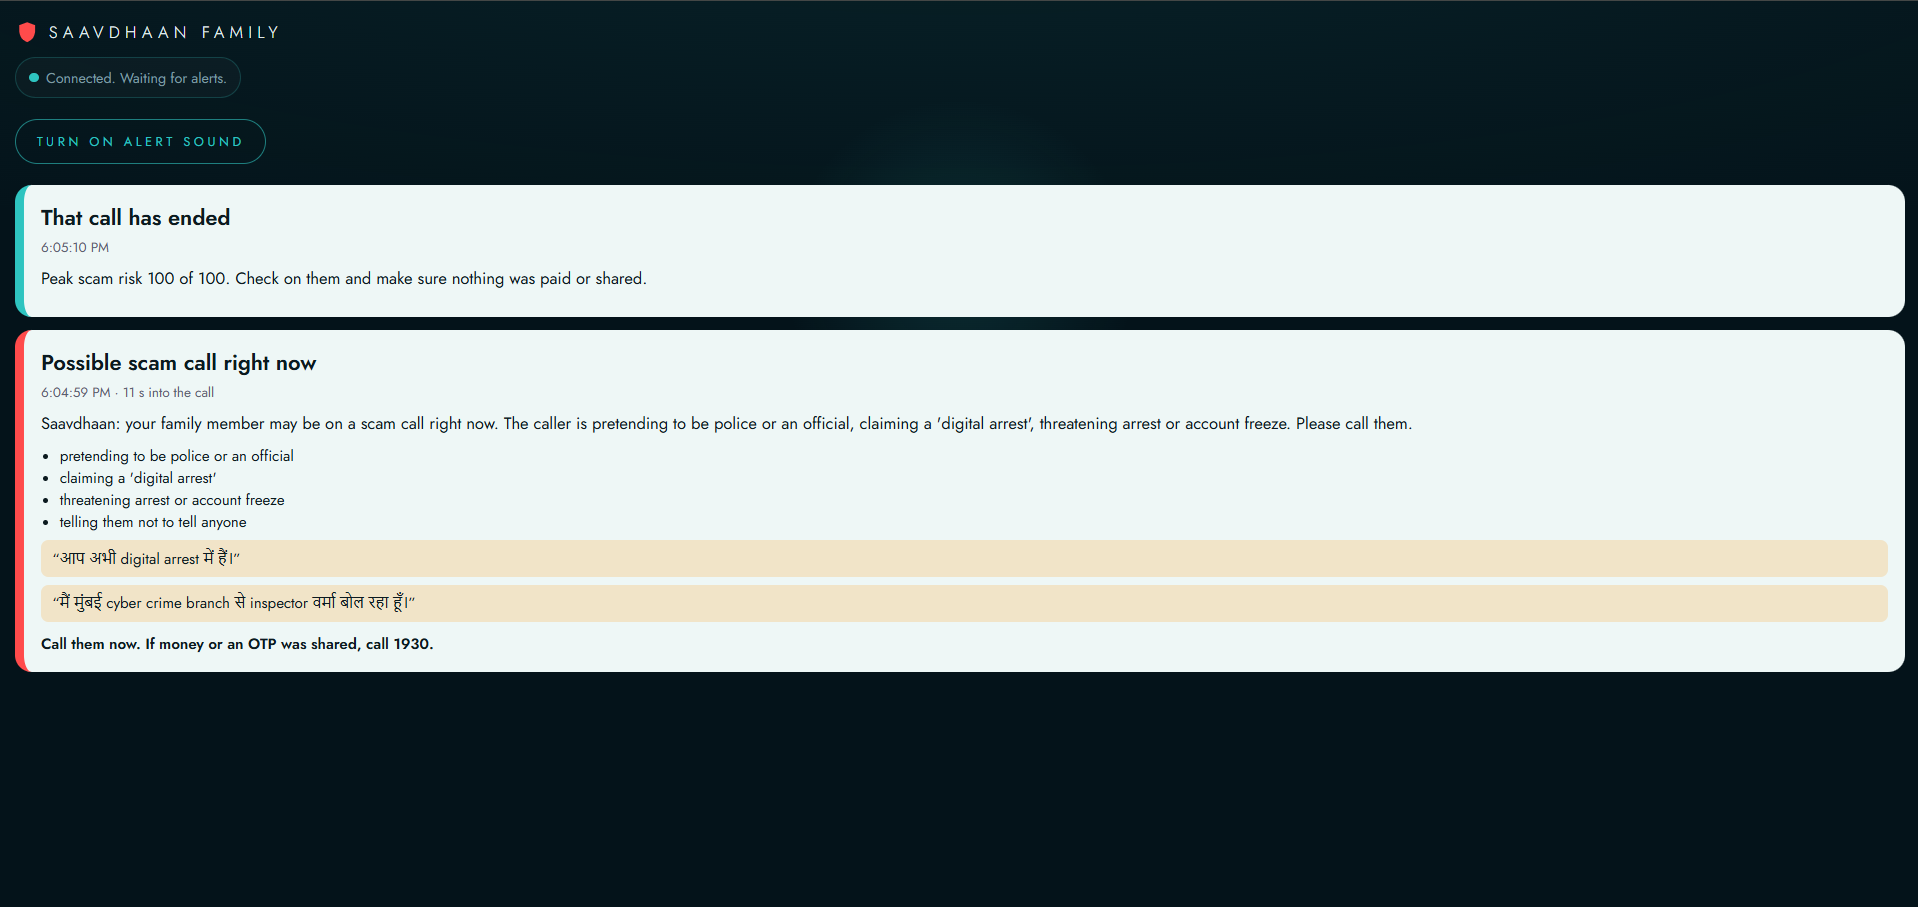 SAAVDHAAN FAMILY
Connected. Waiting for alerts.
TURN ON ALERT SOUND
That call has ended
6:05:10 PM
Peak scam risk 100 of 100. Check on them and make sure nothing was paid or shared.
Possible scam call right now
6:04:59 PM · 11 s into the call
Saavdhaan: your family member may be on a scam call right now. The caller is pretending to be police or an official, claiming a 'digital arrest', threatening arrest or account freeze. Please call them.
• pretending to be police or an official
• claiming a 'digital arrest'
• threatening arrest or account freeze
• telling them not to tell anyone
“आप अभी digital arrest में हैं।”
“मैं मुंबई cyber crime branch से inspector वर्मा बोल रहा हूँ।”
Call them now. If money or an OTP was shared, call 1930.